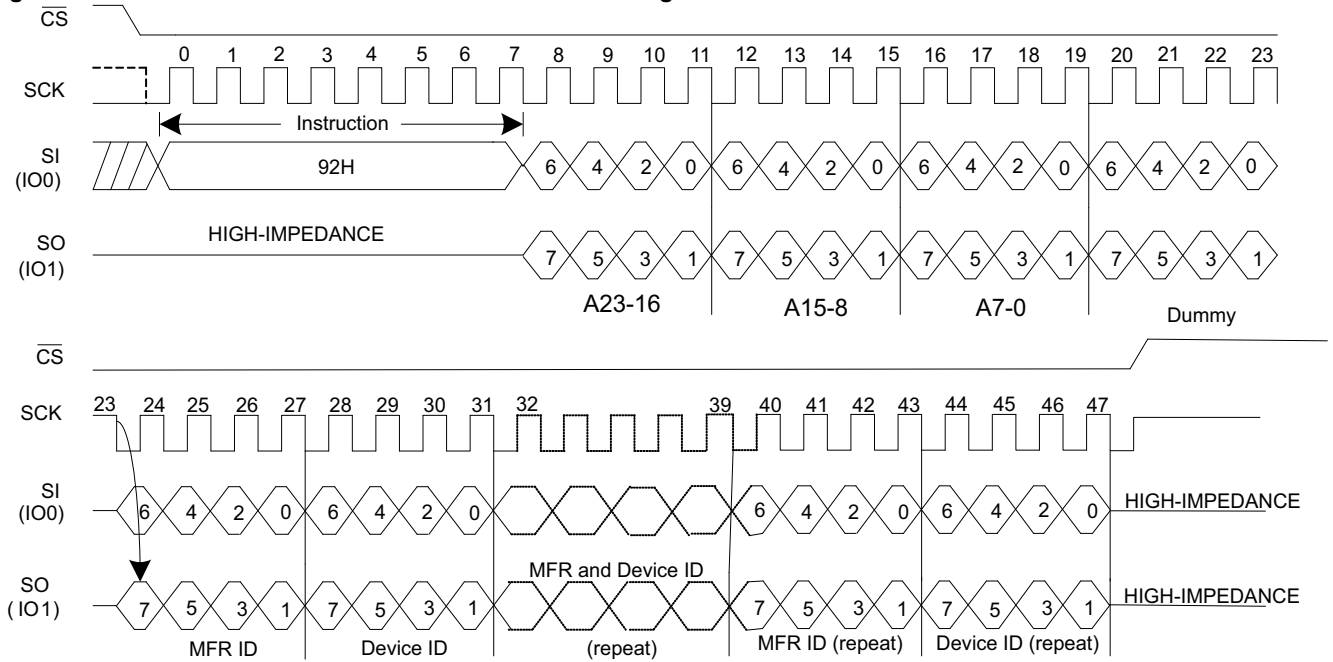 CS
0 1 2 3 4 5 6 7 8 9 10 11 12 13 14 15 16 17 18 19 20 21 22 23
SCK
Instruction
SI
(IO0)
92H
6 4 2 0 6 4 2 0 6 4 2 0 6 4 2 0
SO
(IO1)
HIGH-IMPEDANCE
7 5 3 1 7 5 3 1 7 5 3 1 7 5 3 1
A23-16 A15-8 A7-0
Dummy
CS
SCK
23 24 25 26 27 28 29 30 31 32 39 40 41 42 43 44 45 46 47
SI
(IO0)
6 4 2 0 6 4 2 0 6 4 2 0 6 4 2 0
HIGH-IMPEDANCE
MFR and Device ID
SO
( IO1)
7 5 3 1 7 5 3 1 7 5 3 1 7 5 3 1
HIGH-IMPEDANCE
MFR ID Device ID (repeat) MFR ID (repeat) Device ID (repeat)